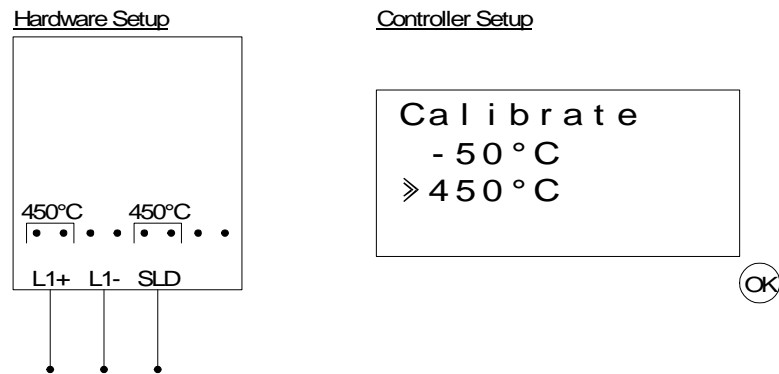 Hardware Setup
Controller Setup
Calibrate
-50°C
>450°C
450°C 450°C
L1+ L1- SLD
OK